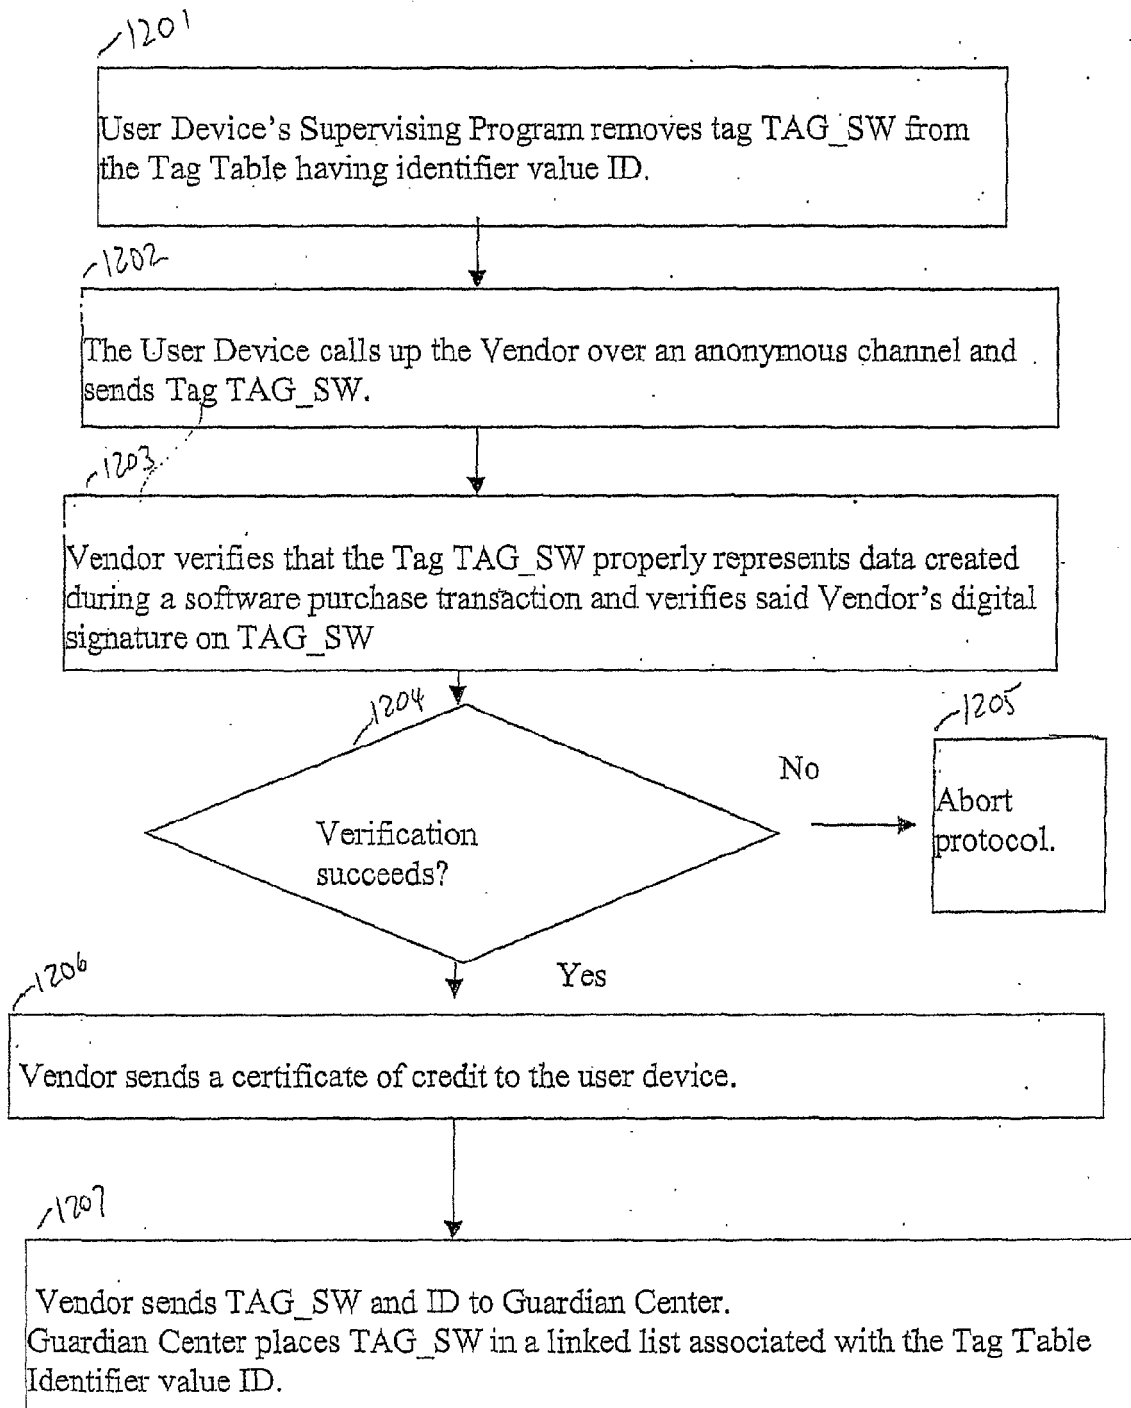 1201
User Device's Supervising Program removes tag TAG_SW from
the Tag Table having identifier value ID.
1202
The User Device calls up the Vendor over an anonymous channel and
sends Tag TAG_SW.
1203
Vendor verifies that the Tag TAG_SW properly represents data created
during a software purchase transaction and verifies said Vendor's digital
signature on TAG_SW
1204
Verification
succeeds?
No
1205
Abort
protocol.
Yes
1206
Vendor sends a certificate of credit to the user device.
1207
Vendor sends TAG_SW and ID to Guardian Center.
Guardian Center places TAG_SW in a linked list associated with the Tag Table
Identifier value ID.